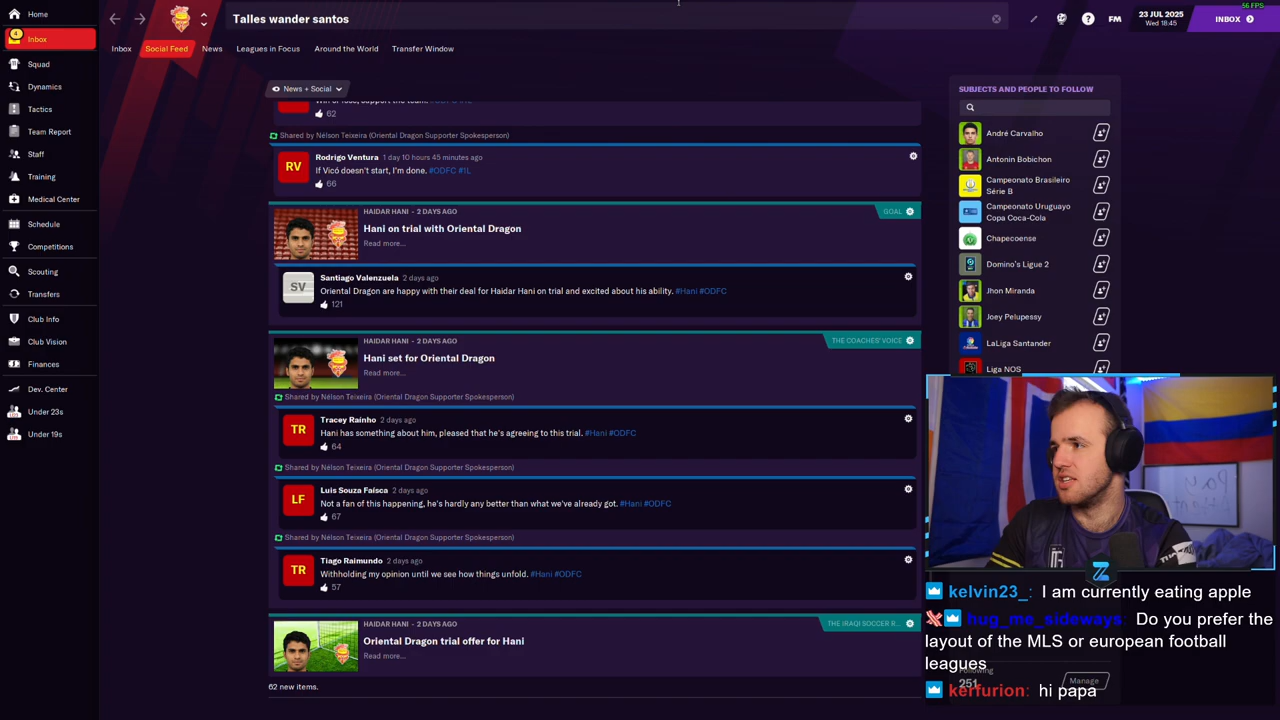 56 FPS
Home
Talles wander santos
23 JUL 2025
Wed 18:45
FM
INBOX
4
Inbox
Inbox
Social Feed
News
Leagues in Focus
Around the World
Transfer Window
Squad
Dynamics
Tactics
Team Report
Staff
Training
Medical Center
Schedule
Competitions
Scouting
Transfers
Club Info
Club Vision
Finances
Dev. Center
Under 23s
Under 19s
News + Social
62
Shared by Nélson Teixeira (Oriental Dragon Supporter Spokesperson)
RV
Rodrigo Ventura 1 day 10 hours 45 minutes ago
If Vicó doesn't start, I'm done. #ODFC #1L
66
HAIDAR HANI - 2 DAYS AGO
GOAL
Hani on trial with Oriental Dragon
Read more...
SV
Santiago Valenzuela 2 days ago
Oriental Dragon are happy with their deal for Haidar Hani on trial and excited about his ability. #Hani #ODFC
121
HAIDAR HANI - 2 DAYS AGO
THE COACHES' VOICE
Hani set for Oriental Dragon
Read more...
Shared by Nélson Teixeira (Oriental Dragon Supporter Spokesperson)
TR
Tracey Raínho 2 days ago
Hani has something about him, pleased that he's agreeing to this trial. #Hani #ODFC
64
Shared by Nélson Teixeira (Oriental Dragon Supporter Spokesperson)
LF
Luis Souza Faísca 2 days ago
Not a fan of this happening, he's hardly any better than what we've already got. #Hani #ODFC
67
Shared by Nélson Teixeira (Oriental Dragon Supporter Spokesperson)
TR
Tiago Raimundo 2 days ago
Withholding my opinion until we see how things unfold. #Hani #ODFC
57
HAIDAR HANI - 2 DAYS AGO
THE IRAQI SOCCER R...
Oriental Dragon trial offer for Hani
Read more...
62 new items.
SUBJECTS AND PEOPLE TO FOLLOW
André Carvalho
Antonin Bobichon
Campeonato Brasileiro
Série B
Campeonato Uruguayo
Copa Coca-Cola
Chapecoense
Domino's Ligue 2
Jhon Miranda
Joey Pelupessy
LaLiga Santander
Liga NOS
kelvin23_: I am currently eating apple
hug_me_sideways: Do you prefer the
layout of the MLS or european football
leagues
Following
251
Manage
kerfurion: hi papa